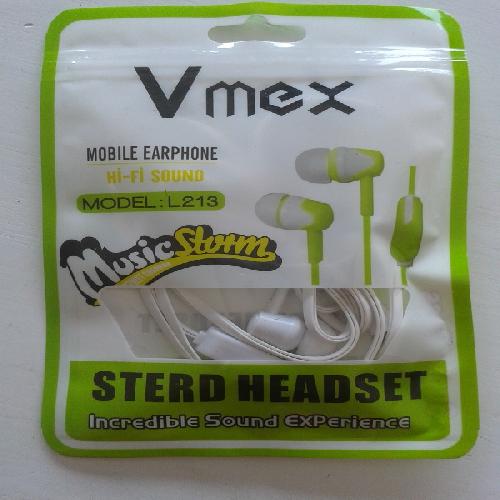 Vmex
MOBILE EARPHONE
Hi-Fi SOUND
MODEL:L213
Music Storm
STERD HEADSET
Incredible Sound EXPerience